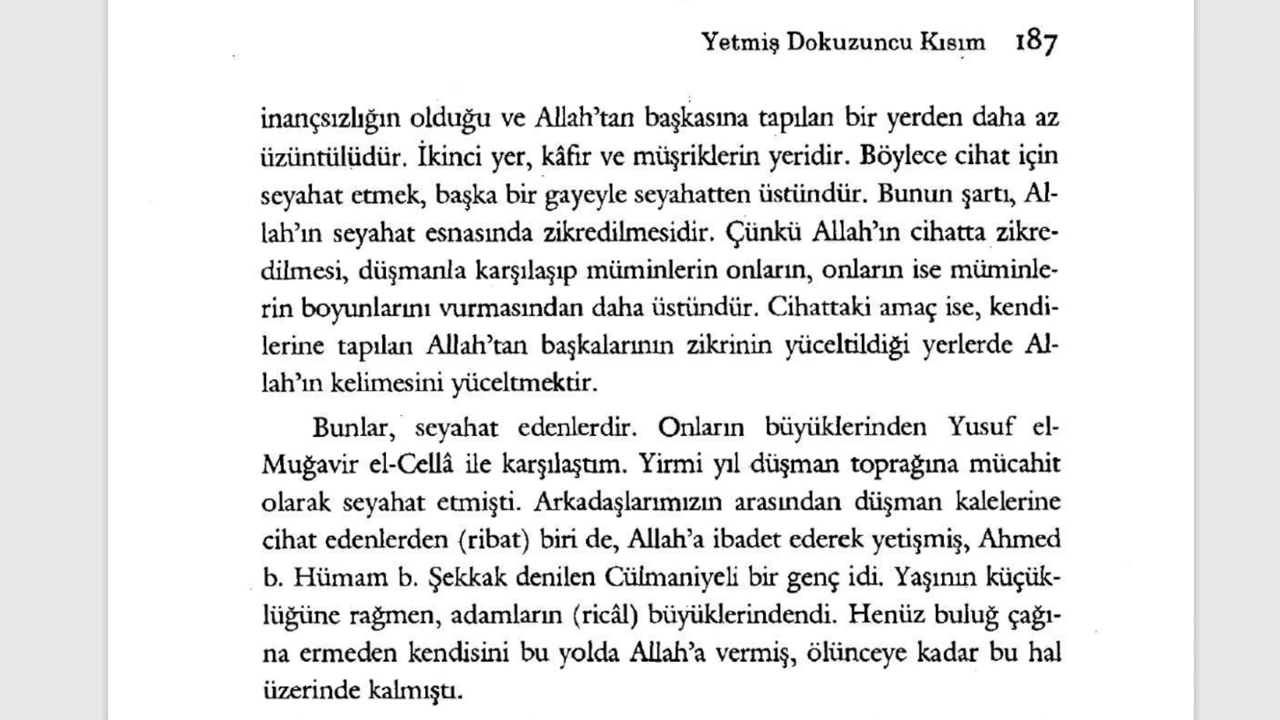 Yetmiş Dokuzuncu Kısım 187
inançsızlığın olduğu ve Allah'tan başkasına tapılan bir yerden daha az
üzüntülüdür. İkinci yer, kâfir ve müşriklerin yeridir. Böylece cihat için
seyahat etmek, başka bir gayeyle seyahatten üstündür. Bunun şartı, Al-
lah'ın seyahat esnasında zikredilmesidir. Çünkü Allah'ın cihatta zikre-
dilmesi, düşmanla karşılaşıp müminlerin onların, onların ise müminle-
rin boyunlarını vurmasından daha üstündür. Cihattaki amaç ise, kendi-
lerine tapılan Allah'tan başkalarının zikrinin yüceltildiği yerlerde Al-
lah'ın kelimesini yüceltmektir.
Bunlar, seyahat edenlerdir. Onların büyüklerinden Yusuf el-
Muğavir el-Cellâ ile karşılaştım. Yirmi yıl düşman toprağına mücahit
olarak seyahat etmişti. Arkadaşlarımızın arasından düşman kalelerine
cihat edenlerden (ribat) biri de, Allah'a ibadet ederek yetişmiş, Ahmed
b. Hümam b. Şekkak denilen Cülmaniyeli bir genç idi. Yaşının küçük-
lüğüne rağmen, adamların (ricâl) büyüklerindendi. Henüz buluğ çağı-
na ermeden kendisini bu yolda Allah'a vermiş, ölünceye kadar bu hal
üzerinde kalmıştı.